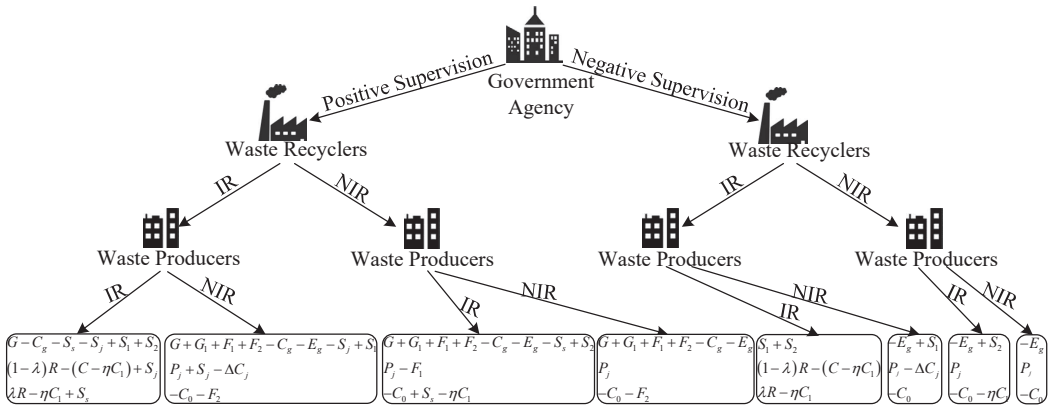 Positive Supervision
Negative Supervision
Government
Agency
Waste Recyclers
Waste Recyclers
IR
NIR
IR
NIR
Waste Producers
Waste Producers
Waste Producers
Waste Producers
IR
NIR
IR
NIR
IR
NIR
IR
NIR
G − C_g − S_s − S_j + S_1 + S_2
(1−λ)R − (C − ηC_1) + S_j
λR − ηC_1 + S_s
G + G_1 + F_1 + F_2 − C_g − E_g − S_j + S_1
P_j + S_j − ΔC_j
−C_0 − F_2
G + G_1 + F_1 + F_2 − C_g − E_g − S_s + S_2
P_j − F_1
−C_0 + S_s − ηC_1
G + G_1 + F_1 + F_2 − C_g − E_g
P_j
−C_0 − F_2
S_1 + S_2
(1−λ)R − (C − ηC_1)
λR − ηC_1
−E_g + S_1
P_j − ΔC_j
−C_0
−E_g + S_2
P_j
−C_0 − ηC_1
−E_g
P_j
−C_0